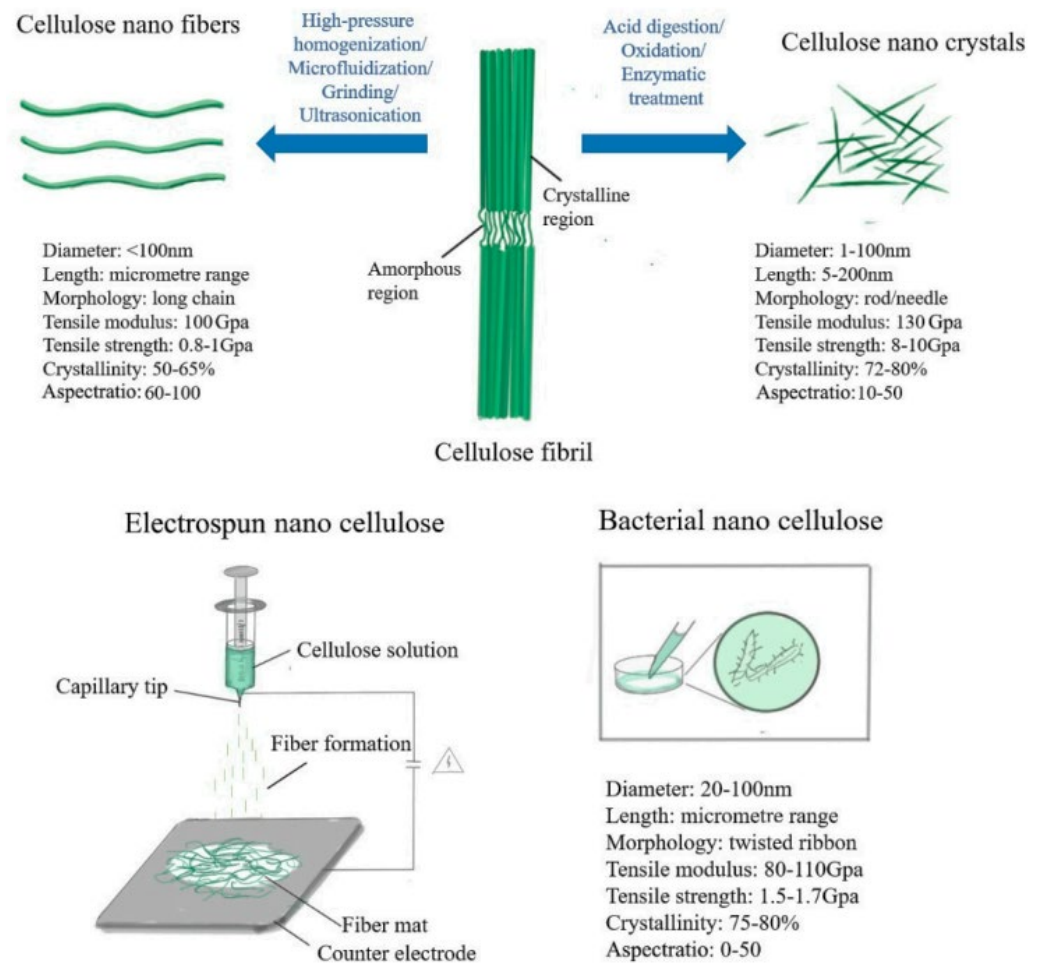 Cellulose nano fibers
High-pressure
homogenization/
Microfluidization/
Grinding/
Ultrasonication
Acid digestion/
Oxidation/
Enzymatic
treatment
Cellulose nano crystals
Crystalline
region
Amorphous
region
Diameter: <100nm
Length: micrometre range
Morphology: long chain
Tensile modulus: 100Gpa
Tensile strength: 0.8-1Gpa
Crystallinity: 50-65%
Aspectratio: 60-100
Diameter: 1-100nm
Length: 5-200nm
Morphology: rod/needle
Tensile modulus: 130 Gpa
Tensile strength: 8-10Gpa
Crystallinity: 72-80%
Aspectratio:10-50
Cellulose fibril
Electrospun nano cellulose
Cellulose solution
Capillary tip
Fiber formation
Fiber mat
Counter electrode
Bacterial nano cellulose
Diameter: 20-100nm
Length: micrometre range
Morphology: twisted ribbon
Tensile modulus: 80-110Gpa
Tensile strength: 1.5-1.7Gpa
Crystallinity: 75-80%
Aspectratio: 0-50